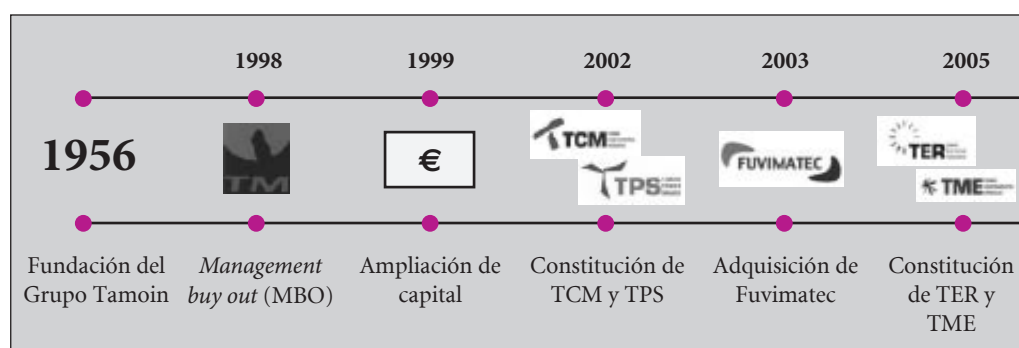 1998 1999 2002 2003 2005
1956
TM
€
TCM
TPS
FUVIMATEC
TER
TME
Fundación del
Grupo Tamoin
Management
buy out (MBO)
Ampliación de
capital
Constitución de
TCM y TPS
Adquisición de
Fuvimatec
Constitución
de TER y
TME